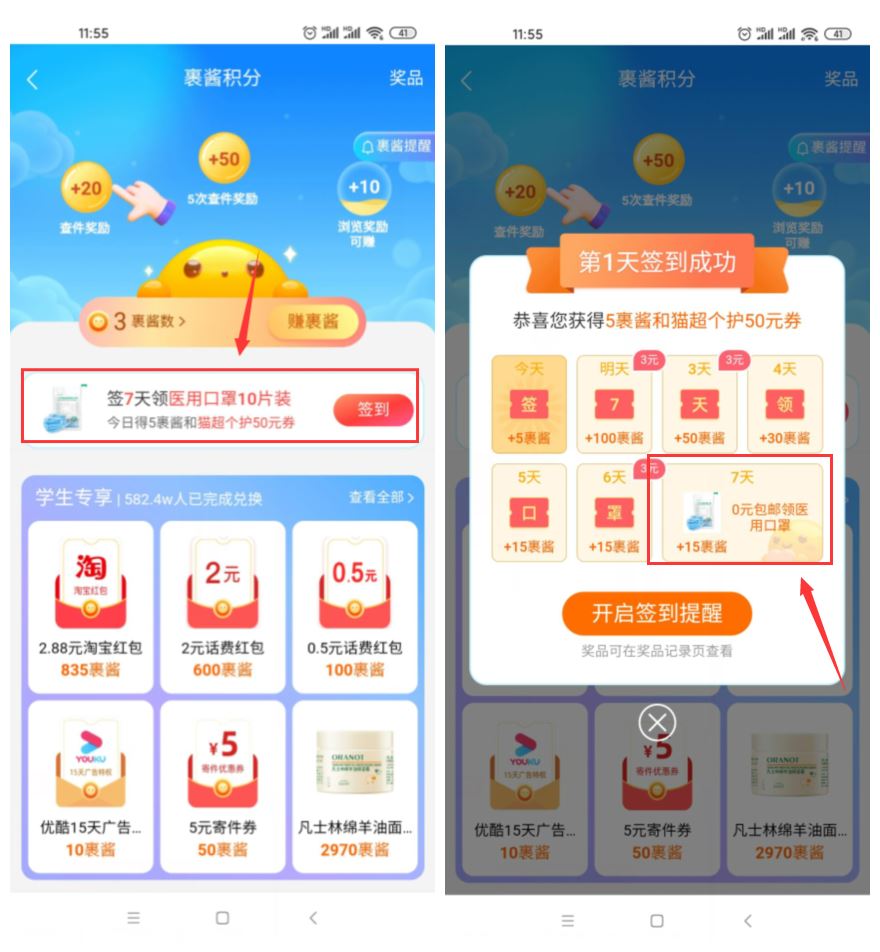 11:55
HD
HD
41
裹酱积分
奖品
裹酱提醒
+50
+20
+10
5次查件奖励
查件奖励
浏览奖励
可赚
3 裹酱数 >
赚裹酱
签7天领医用口罩10片装
今日得5裹酱和猫超个护50元券
签到
学生专享 | 582.4w人已完成兑换
查看全部 >
淘
淘宝红包
2元
0.5元
2.88元淘宝红包
2元话费红包
0.5元话费红包
835裹酱
600裹酱
100裹酱
YOUKU
15天广告特权
¥5
寄件优惠券
ORANOT
优酷15天广告...
5元寄件券
凡士林绵羊油面...
10裹酱
50裹酱
2970裹酱
11:55
HD
HD
41
裹酱积分
奖品
裹酱提醒
+50
+20
+10
5次查件奖励
查件奖励
浏览奖励
可赚
第1天签到成功
恭喜您获得5裹酱和猫超个护50元券
今天
签
+5裹酱
明天
3元
7
+100裹酱
3天
3元
天
+50裹酱
4天
领
+30裹酱
5天
口
+15裹酱
6天
3元
罩
+15裹酱
7天
0元包邮领医
用口罩
+15裹酱
开启签到提醒
奖品可在奖品记录页查看
YOUKU
15天广告特权
¥5
寄件优惠券
ORANOT
优酷15天广告...
5元寄件券
凡士林绵羊油面...
10裹酱
50裹酱
2970裹酱